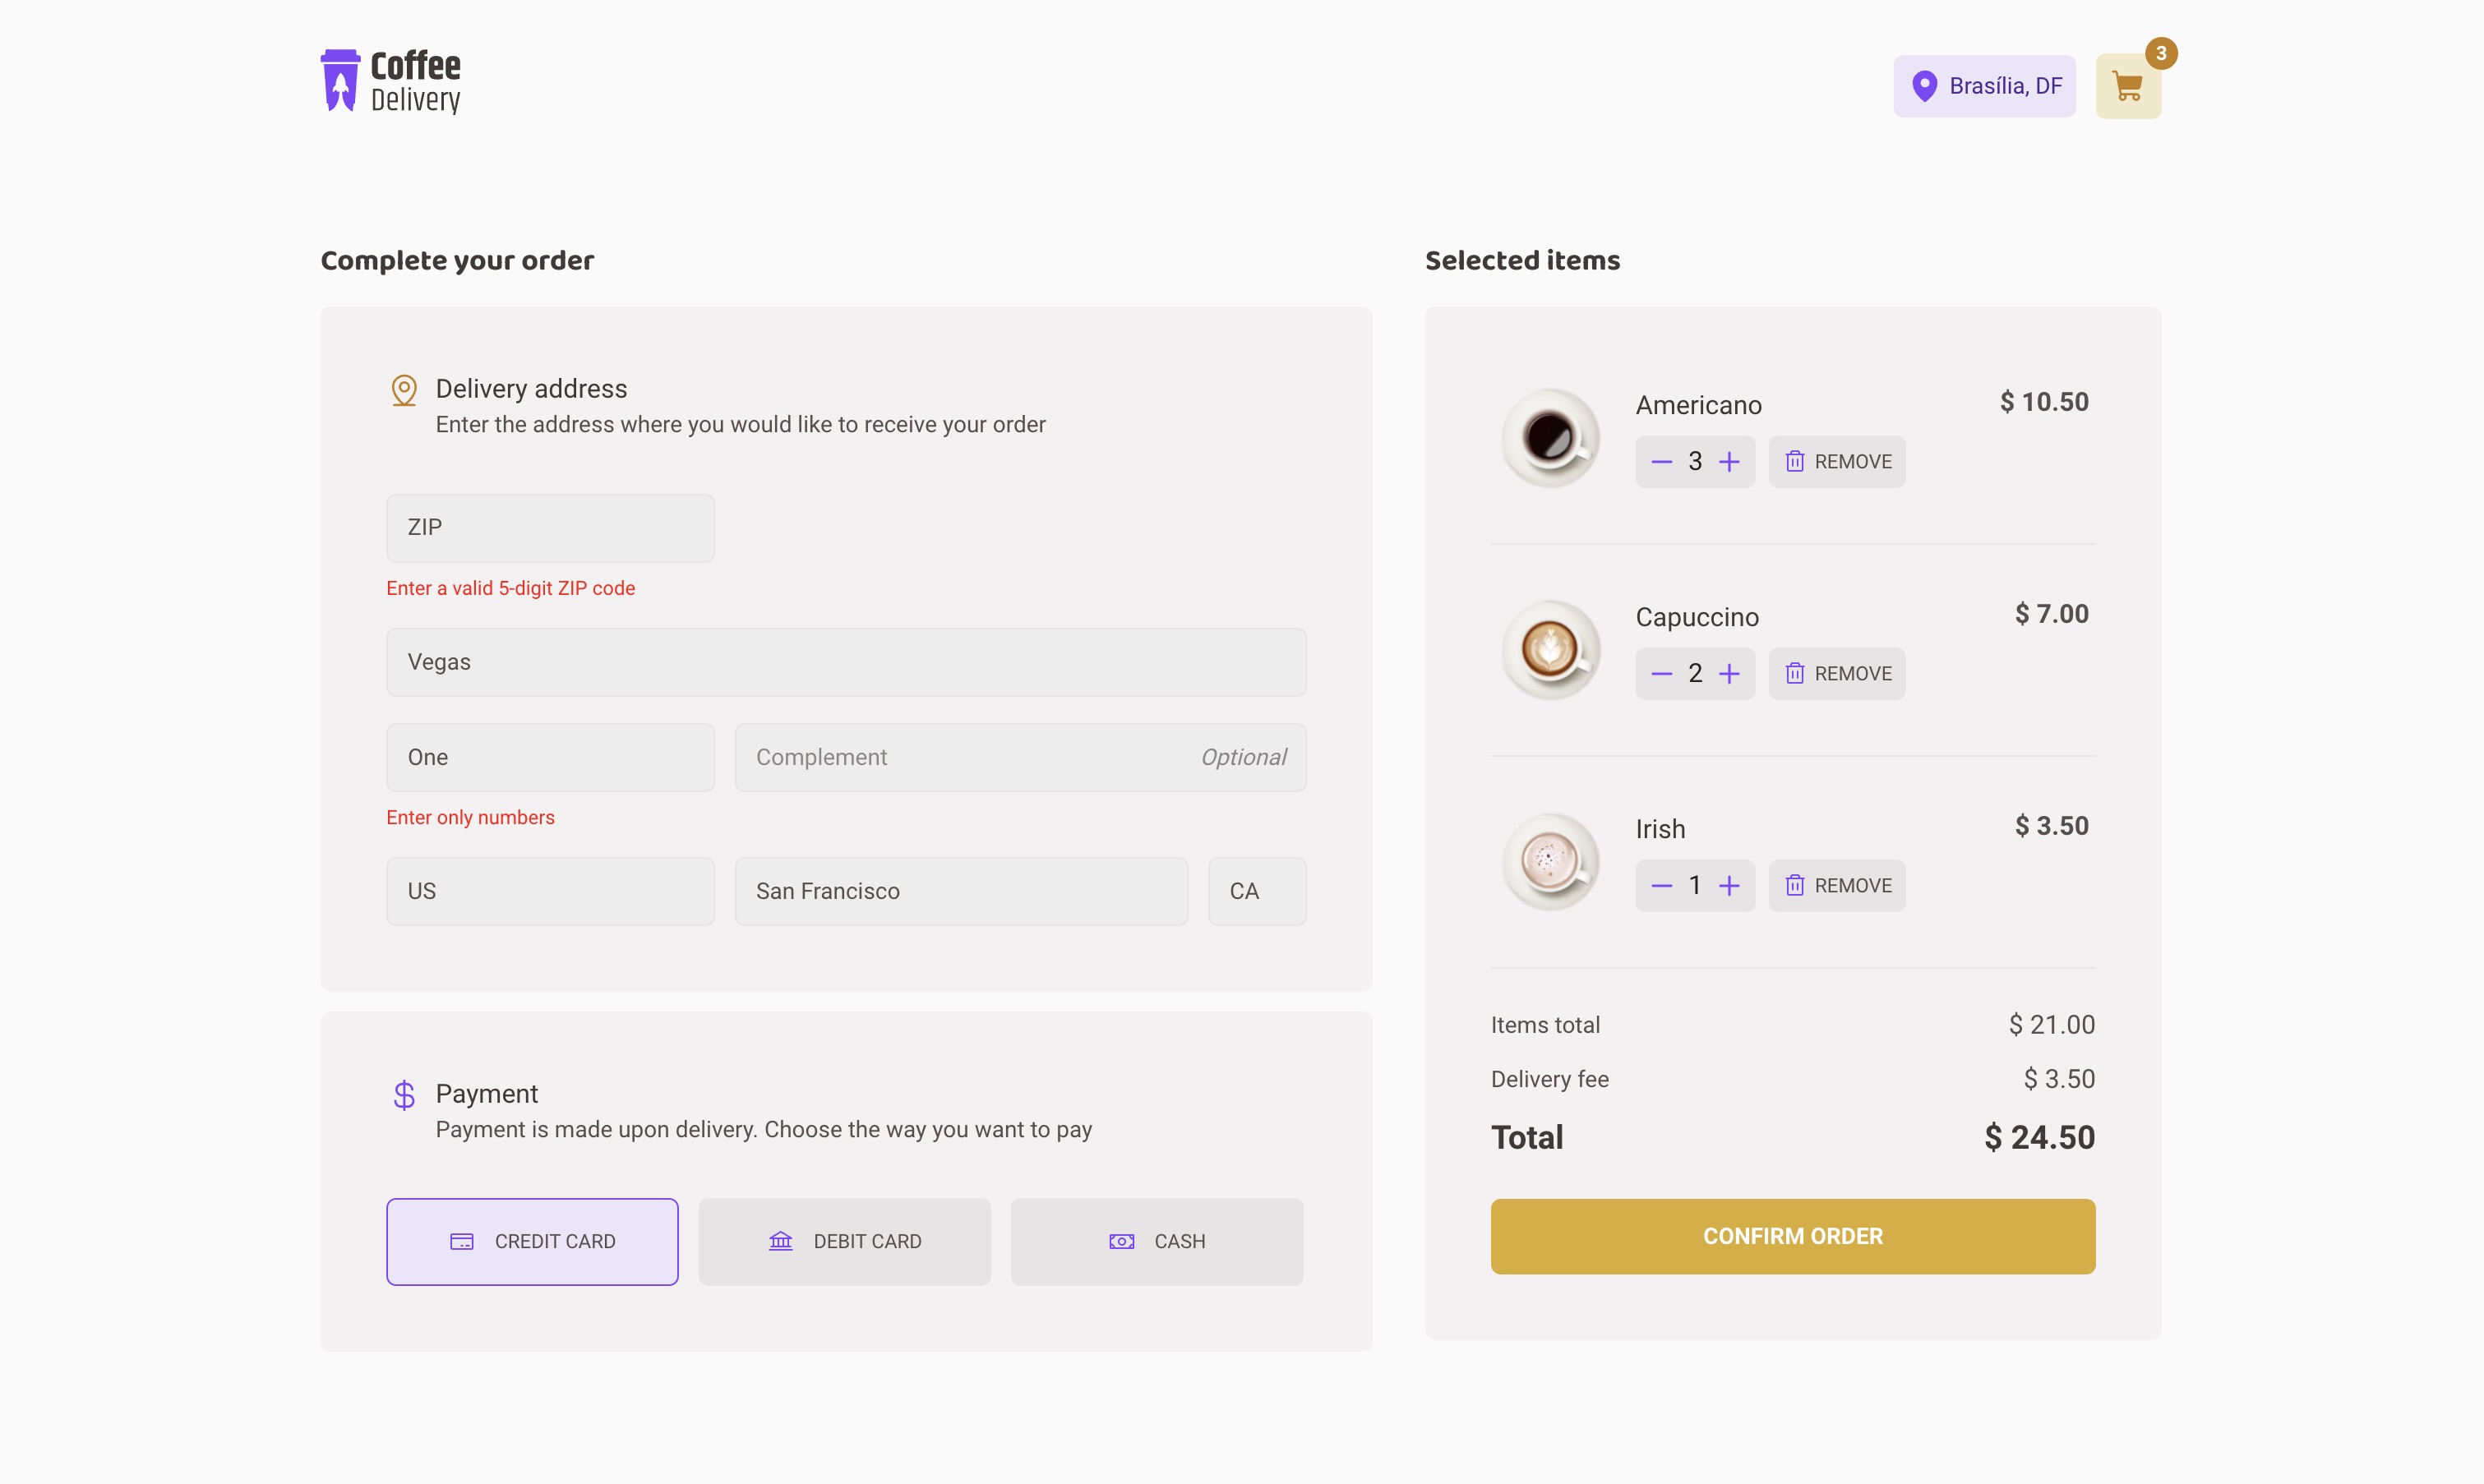 Coffee
Delivery
Brasília, DF
3
Complete your order
Delivery address
Enter the address where you would like to receive your order
ZIP
Enter a valid 5-digit ZIP code
Vegas
One
Complement
Optional
Enter only numbers
US
San Francisco
CA
Payment
Payment is made upon delivery. Choose the way you want to pay
CREDIT CARD
DEBIT CARD
CASH
Selected items
Americano
$ 10.50
3
REMOVE
Capuccino
$ 7.00
2
REMOVE
Irish
$ 3.50
1
REMOVE
Items total
$ 21.00
Delivery fee
$ 3.50
Total
$ 24.50
CONFIRM ORDER